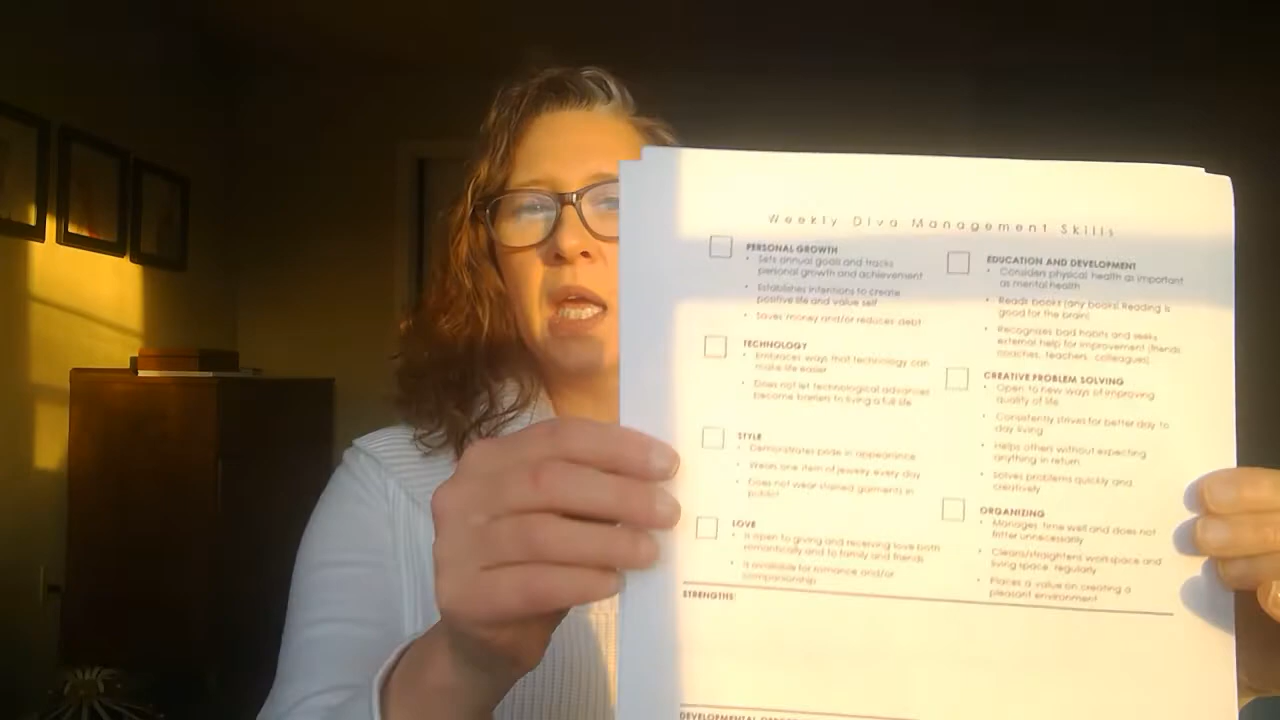 Weekly Diva Management Skills
PERSONAL GROWTH
• Sets annual goals and tracks
personal growth and achievement
• Establishes intentions to create
positive life and value self
• Saves money and/or reduces debt
TECHNOLOGY
• Embraces ways that technology can
make life easier
• Does not let technological advances
become barriers to living a full life
STYLE
• Demonstrates pride in appearance
• Wears one item of jewelry every day
• Does not wear stained garments in
public
LOVE
• Is open to giving and receiving love both
romantically and to family and friends
• Is available for romance and/or
companionship
EDUCATION AND DEVELOPMENT
• Considers physical health as important
as mental health
• Reads books (any books) Reading is
good for the brain
• Recognizes bad habits and seeks
external help for improvement (friends,
coaches, teachers, colleagues)
CREATIVE PROBLEM SOLVING
• Open to new ways of improving
quality of life
• Consistently strives for better day to
day living
• Helps others without expecting
anything in return
• Solves problems quickly and
creatively
ORGANIZING
• Manages time well and does not
fritter unnecessarily
• Clears/straightens workspace and
living space, regularly
• Places a value on creating a
pleasant environment
STRENGTHS:
DEVELOPMENTAL